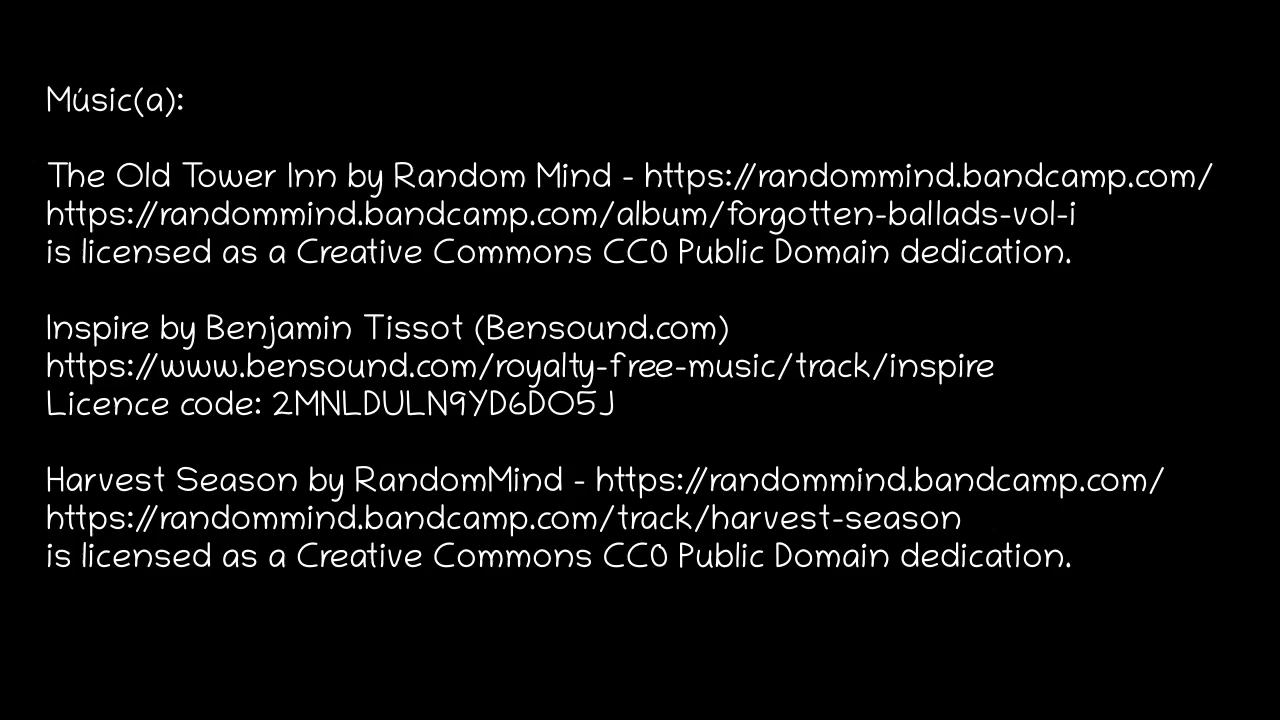 Músic(a):
The Old Tower Inn by Random Mind - https://randommind.bandcamp.com/
https://randommind.bandcamp.com/album/forgotten-ballads-vol-i
is licensed as a Creative Commons CC0 Public Domain dedication.
Inspire by Benjamin Tissot (Bensound.com)
https://www.bensound.com/royalty-free-music/track/inspire
Licence code: 2MNLDULN9YD6DO5J
Harvest Season by RandomMind - https://randommind.bandcamp.com/
https://randommind.bandcamp.com/track/harvest-season
is licensed as a Creative Commons CC0 Public Domain dedication.